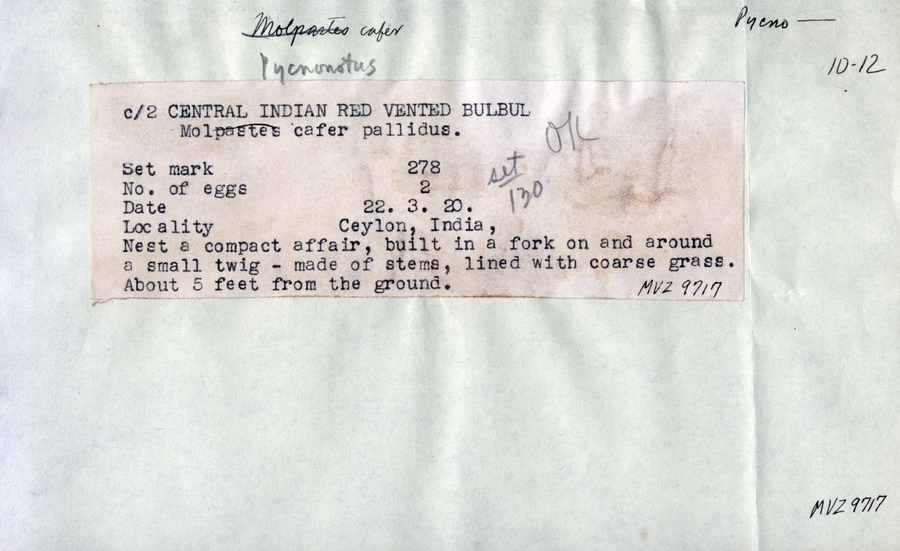 Molpastes cafer
Pycno—
Pycnonotus
10-12
c/2 CENTRAL INDIAN RED VENTED BULBUL
Molpastes cafer pallidus.
OK
Set mark 278
set
No. of eggs 2
130
Date 22. 3. 20.
Locality Ceylon, India,
Nest a compact affair, built in a fork on and around
a small twig - made of stems, lined with coarse grass.
About 5 feet from the ground.
MVZ 9717
MVZ 9717